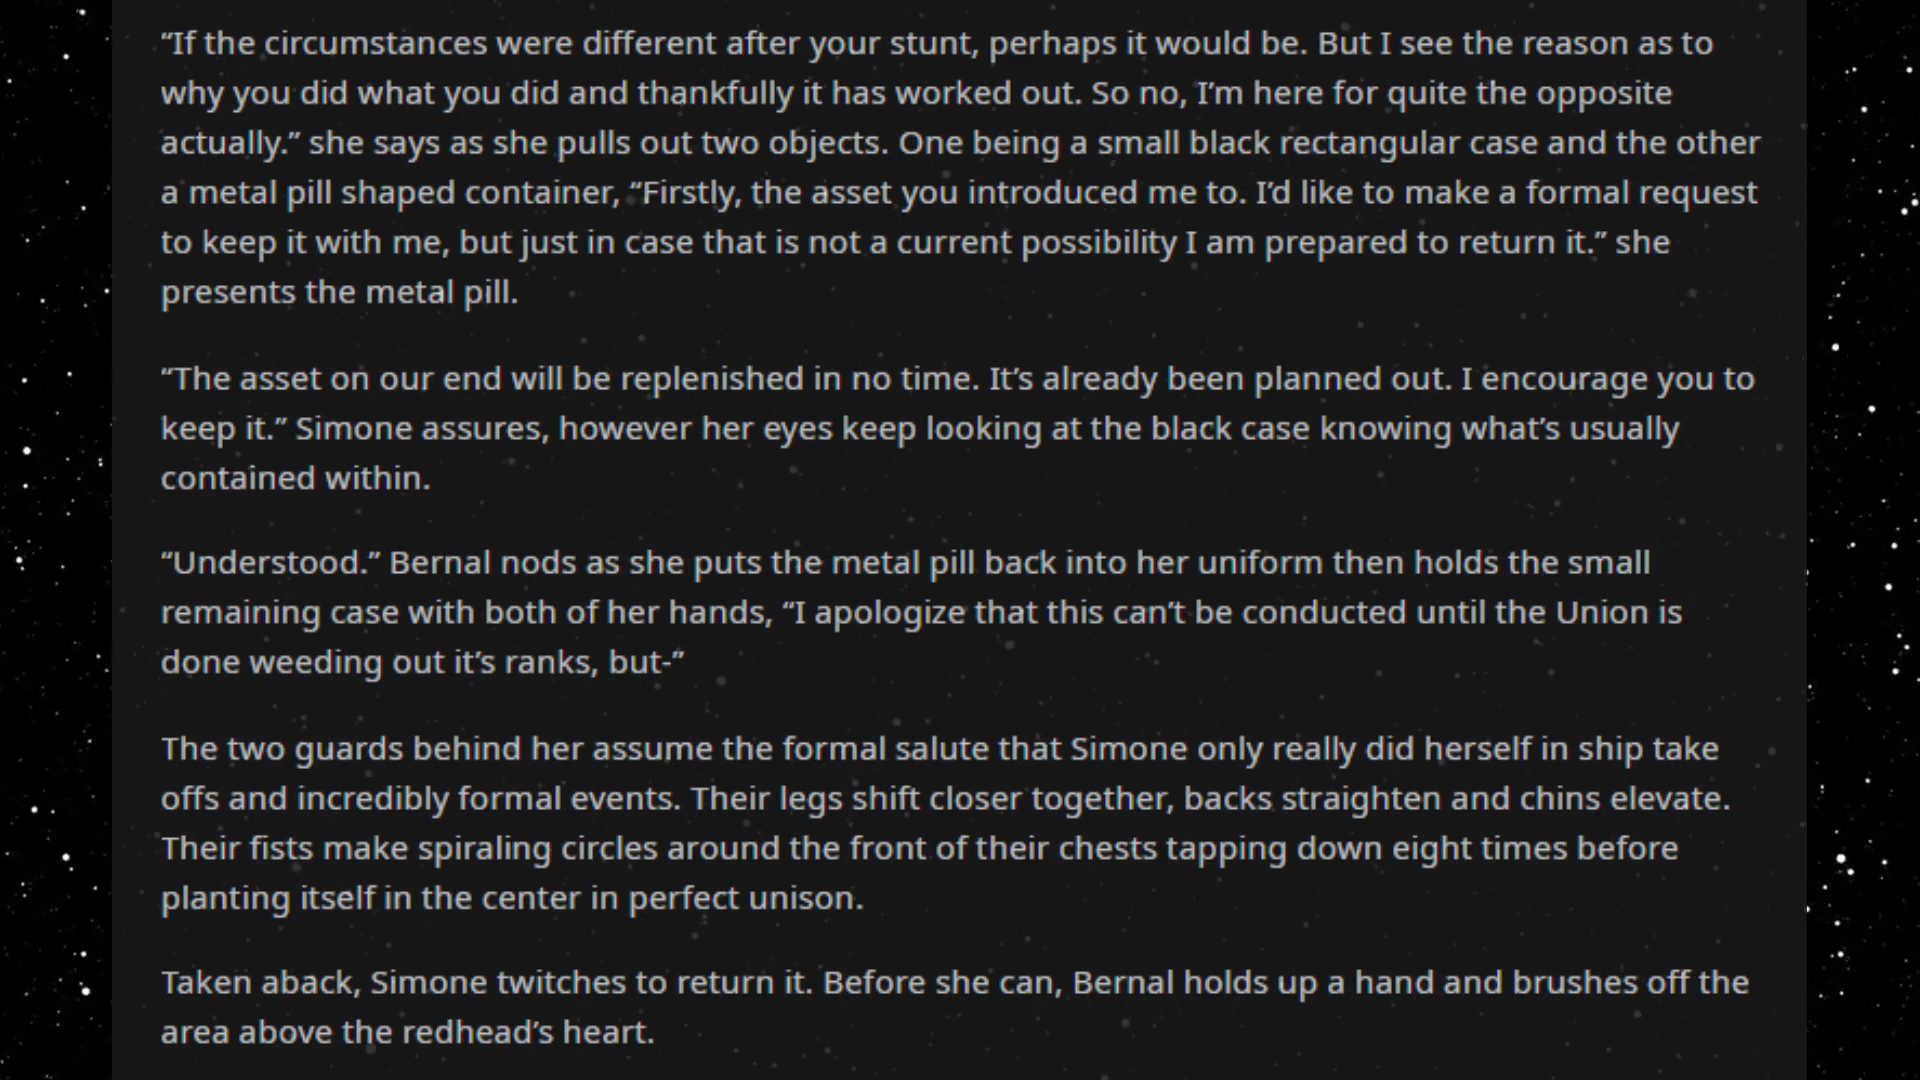 “If the circumstances were different after your stunt, perhaps it would be. But I see the reason as to
why you did what you did and thankfully it has worked out. So no, I’m here for quite the opposite
actually.” she says as she pulls out two objects. One being a small black rectangular case and the other
a metal pill shaped container, “Firstly, the asset you introduced me to. I’d like to make a formal request
to keep it with me, but just in case that is not a current possibility I am prepared to return it.” she
presents the metal pill.
“The asset on our end will be replenished in no time. It’s already been planned out. I encourage you to
keep it.” Simone assures, however her eyes keep looking at the black case knowing what’s usually
contained within.
“Understood.” Bernal nods as she puts the metal pill back into her uniform then holds the small
remaining case with both of her hands, “I apologize that this can’t be conducted until the Union is
done weeding out it’s ranks, but-”
The two guards behind her assume the formal salute that Simone only really did herself in ship take
offs and incredibly formal events. Their legs shift closer together, backs straighten and chins elevate.
Their fists make spiraling circles around the front of their chests tapping down eight times before
planting itself in the center in perfect unison.
Taken aback, Simone twitches to return it. Before she can, Bernal holds up a hand and brushes off the
area above the redhead’s heart.